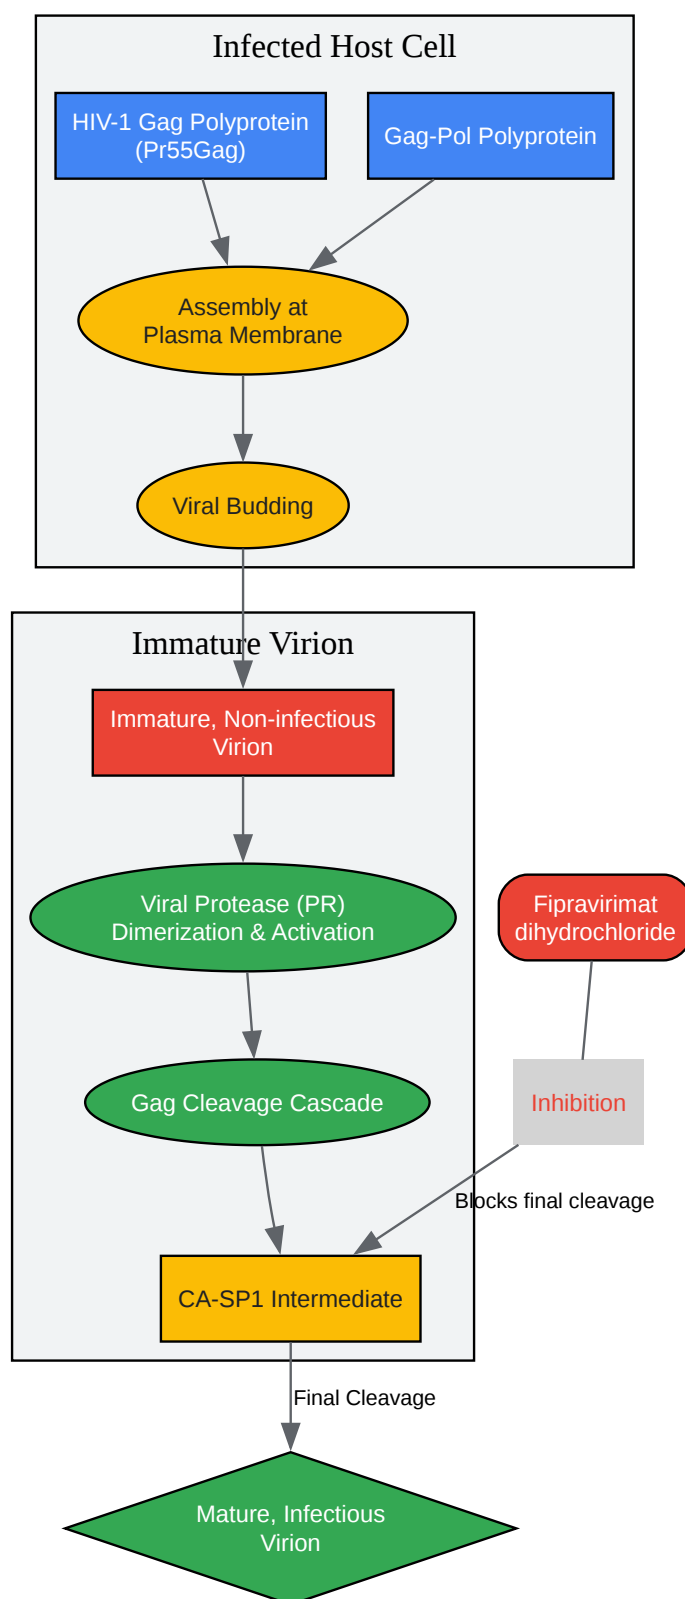 Infected Host Cell
HIV-1 Gag Polyprotein
(Pr55Gag)
Gag-Pol Polyprotein
Assembly at
Plasma Membrane
Viral Budding
Immature Virion
Immature, Non-infectious
Virion
Viral Protease (PR)
Dimerization & Activation
Fipravirimat
dihydrochloride
Gag Cleavage Cascade
Inhibition
Blocks final cleavage
CA-SP1 Intermediate
Final Cleavage
Mature, Infectious
Virion